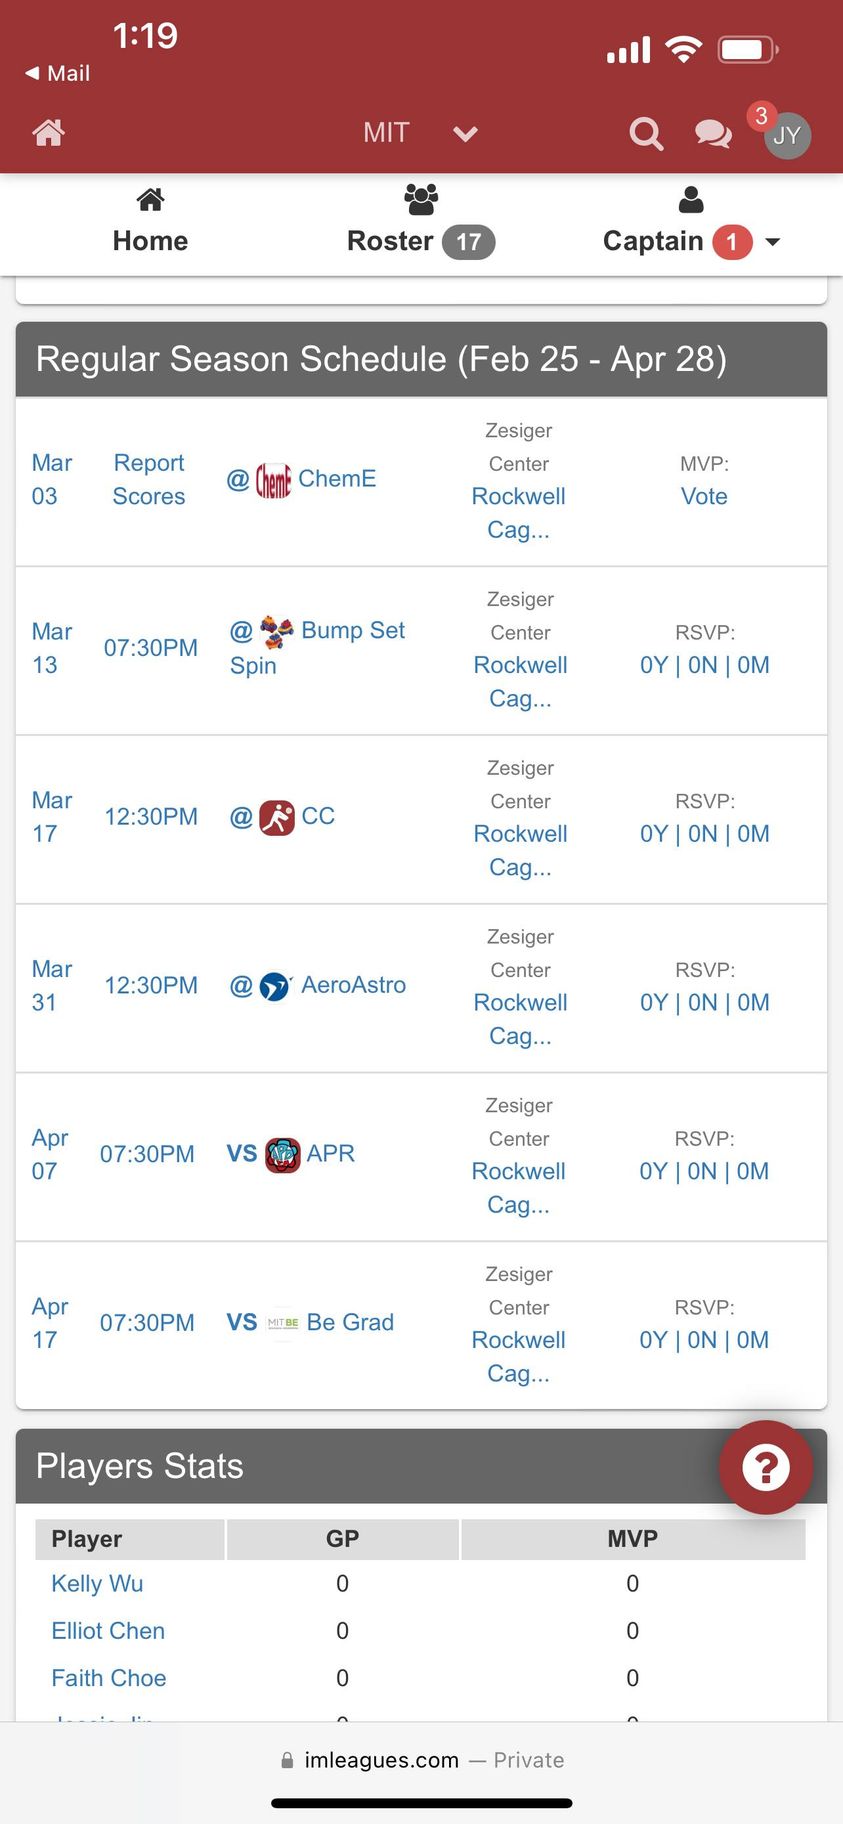 1:19
Mail
MIT
3
JY
Home
Roster 17
Captain 1
Regular Season Schedule (Feb 25 - Apr 28)
Mar 03
Report Scores
@ ChemE ChemE
Zesiger Center
Rockwell Cag...
MVP:
Vote
Mar 13
07:30PM
@ Bump Set Spin
Zesiger Center
Rockwell Cag...
RSVP:
0Y | 0N | 0M
Mar 17
12:30PM
@ CC
Zesiger Center
Rockwell Cag...
RSVP:
0Y | 0N | 0M
Mar 31
12:30PM
@ AeroAstro
Zesiger Center
Rockwell Cag...
RSVP:
0Y | 0N | 0M
Apr 07
07:30PM
VS APR
Zesiger Center
Rockwell Cag...
RSVP:
0Y | 0N | 0M
Apr 17
07:30PM
VS MIT BE Be Grad
Zesiger Center
Rockwell Cag...
RSVP:
0Y | 0N | 0M
Players Stats
?
Player GP MVP
Kelly Wu 0 0
Elliot Chen 0 0
Faith Choe 0 0
imleagues.com — Private